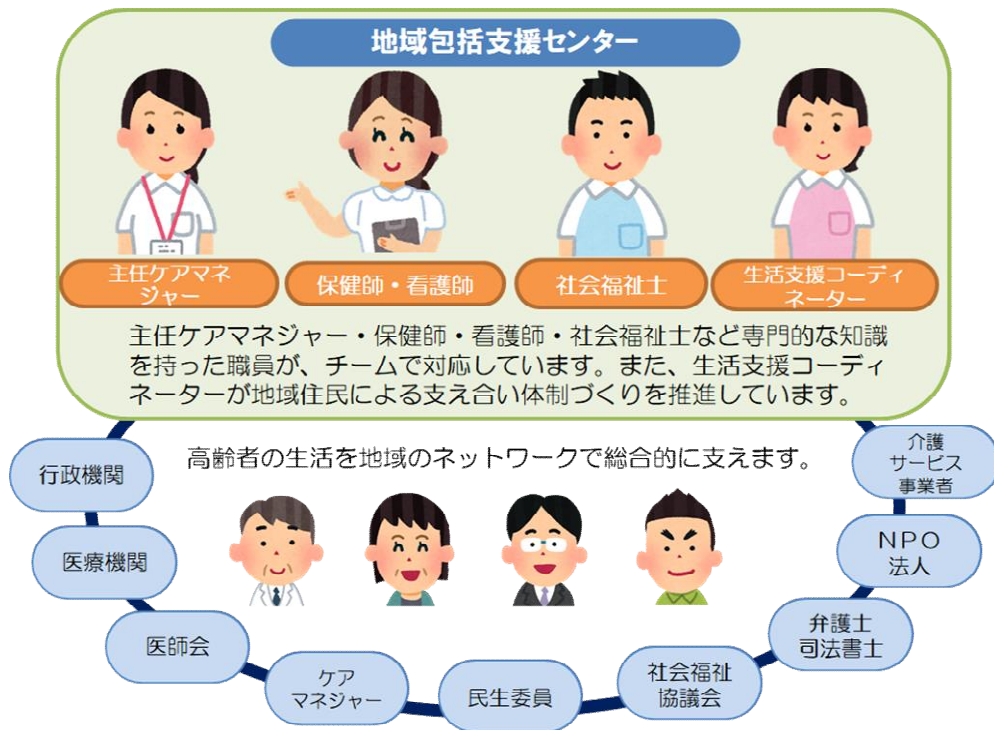 地域包括支援センター
主任ケアマネ
ジャー
保健師・看護師
社会福祉士
生活支援コーディ
ネーター
主任ケアマネジャー・保健師・看護師・社会福祉士など専門的な知識
を持った職員が、チームで対応しています。また、生活支援コーディ
ネーターが地域住民による支え合い体制づくりを推進しています。
高齢者の生活を地域のネットワークで総合的に支えます。
行政機関
医療機関
医師会
ケア
マネジャー
民生委員
社会福祉
協議会
弁護士
司法書士
NPO
法人
介護
サービス
事業者